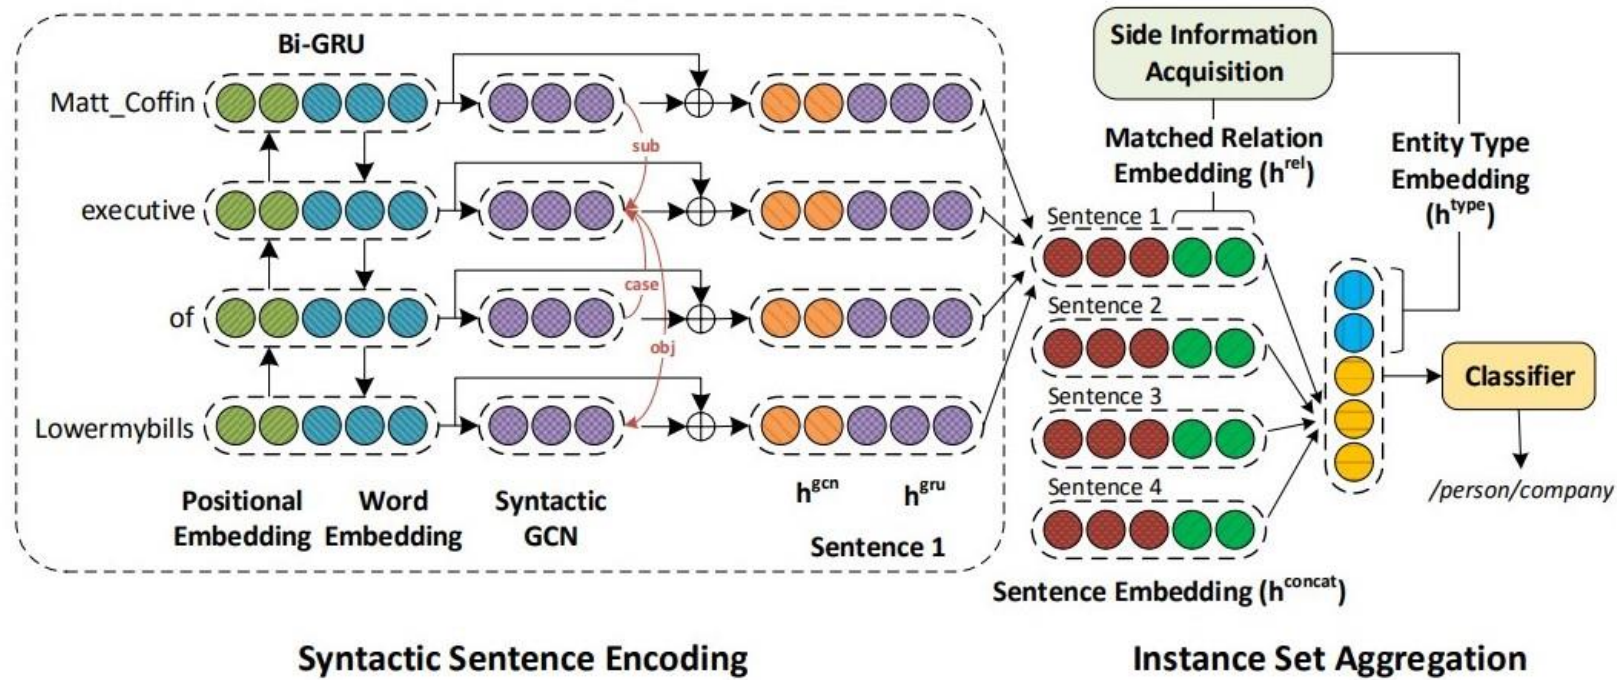 Bi-GRU
Matt_Coffin
executive
of
Lowermybills
sub
case
obj
Positional
Embedding
Word
Embedding
Syntactic
GCN
h^gcn
h^gru
Sentence 1
Syntactic Sentence Encoding
Side Information
Acquisition
Matched Relation
Embedding (h^rel)
Entity Type
Embedding
(h^type)
Sentence 1
Sentence 2
Sentence 3
Sentence 4
Sentence Embedding (h^concat)
Classifier
/person/company
Instance Set Aggregation